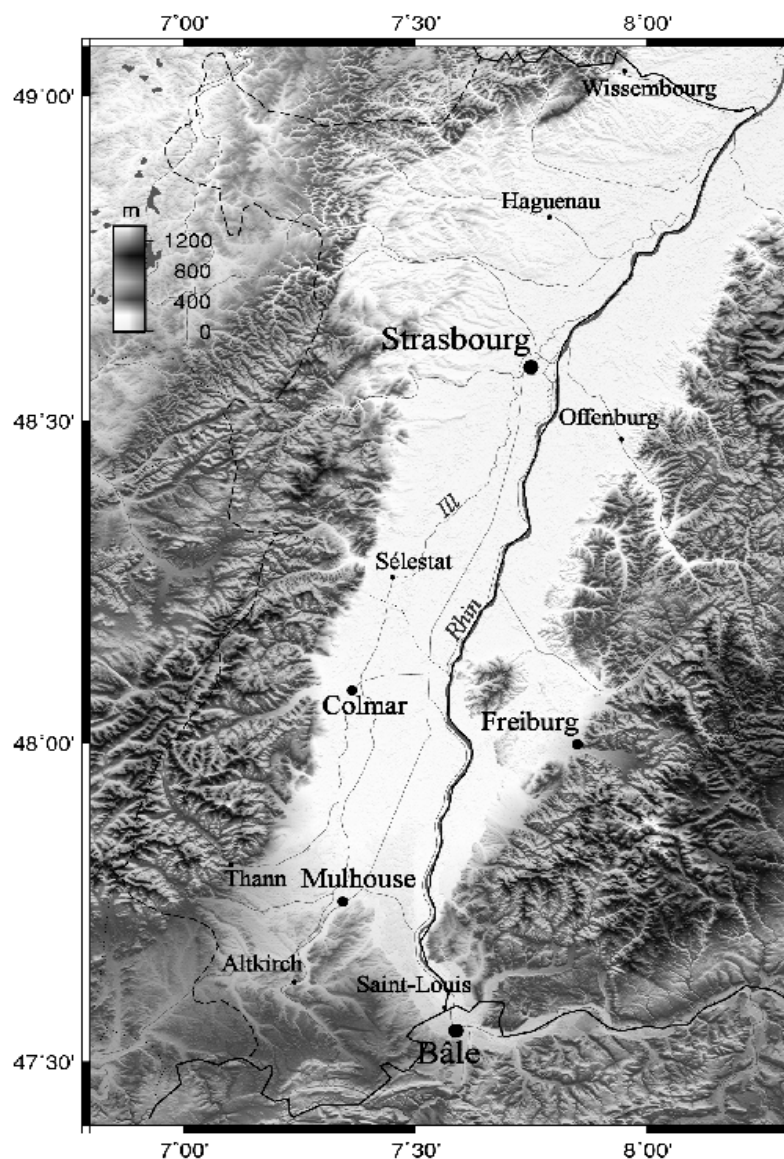 7°00' 7°30' 8°00'
49°00'
Wissembourg
Haguenau
m
1200
800
400
0
Strasbourg
48°30'
Offenburg
Ill
Sélestat
Rhin
Colmar
Freiburg
48°00'
Thann
Mulhouse
Altkirch
Saint-Louis
47°30'
Bâle
7°00' 7°30' 8°00'